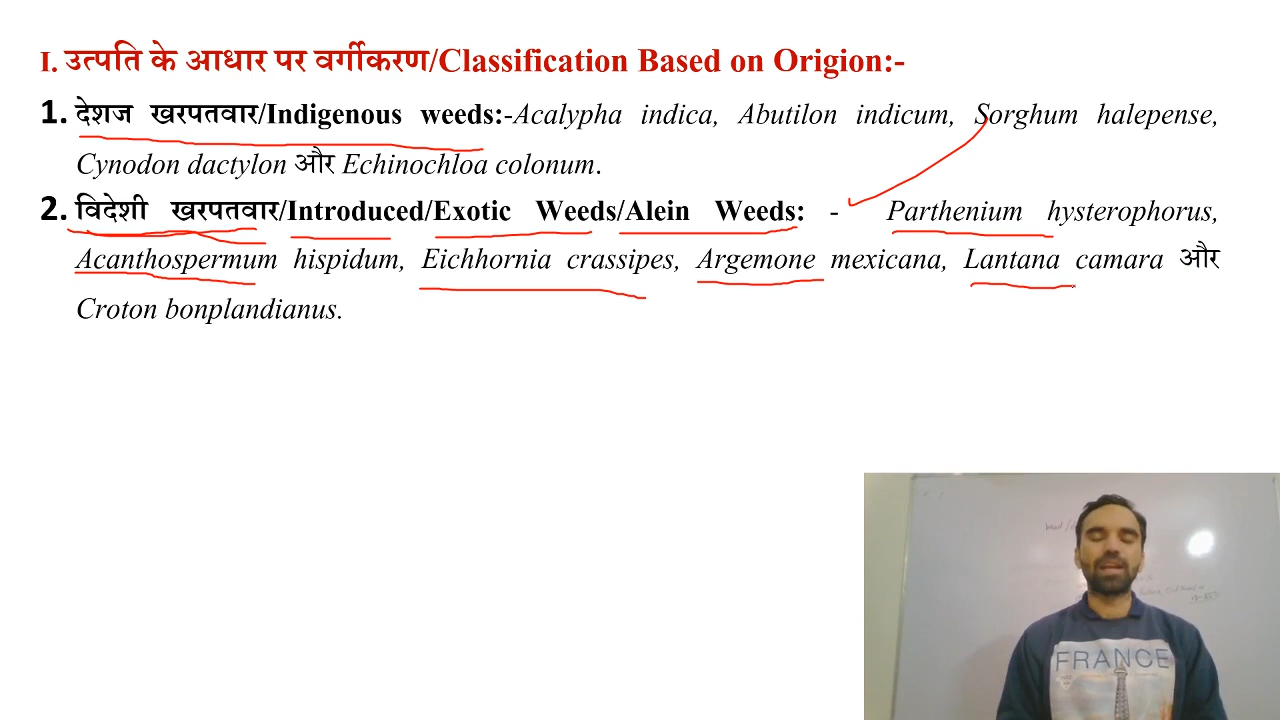 I. उत्पति के आधार पर वर्गीकरण/Classification Based on Origion:-
1. देशज खरपतवार/Indigenous weeds:-Acalypha indica, Abutilon indicum, Sorghum halepense,
Cynodon dactylon और Echinochloa colonum.
2. विदेशी खरपतवार/Introduced/Exotic Weeds/Alein Weeds: - Parthenium hysterophorus,
Acanthospermum hispidum, Eichhornia crassipes, Argemone mexicana, Lantana camara और
Croton bonplandianus.
FRANCE